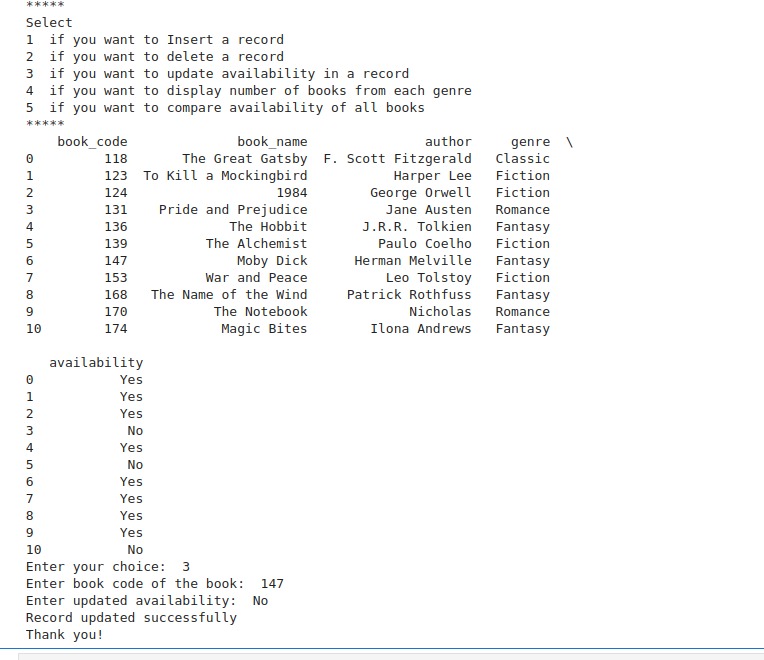 *****
Select
1  if you want to Insert a record
2  if you want to delete a record
3  if you want to update availability in a record
4  if you want to display number of books from each genre
5  if you want to compare availability of all books
*****
    book_code              book_name               author     genre  \
0         118       The Great Gatsby  F. Scott Fitzgerald   Classic
1         123  To Kill a Mockingbird           Harper Lee   Fiction
2         124                   1984        George Orwell   Fiction
3         131    Pride and Prejudice          Jane Austen   Romance
4         136             The Hobbit       J.R.R. Tolkien   Fantasy
5         139          The Alchemist         Paulo Coelho   Fiction
6         147              Moby Dick      Herman Melville   Fantasy
7         153          War and Peace          Leo Tolstoy   Fiction
8         168   The Name of the Wind     Patrick Rothfuss   Fantasy
9         170           The Notebook             Nicholas   Romance
10        174            Magic Bites        Ilona Andrews   Fantasy
   availability
0           Yes
1           Yes
2           Yes
3            No
4           Yes
5            No
6           Yes
7           Yes
8           Yes
9           Yes
10           No
Enter your choice:  3
Enter book code of the book:  147
Enter updated availability:  No
Record updated successfully
Thank you!